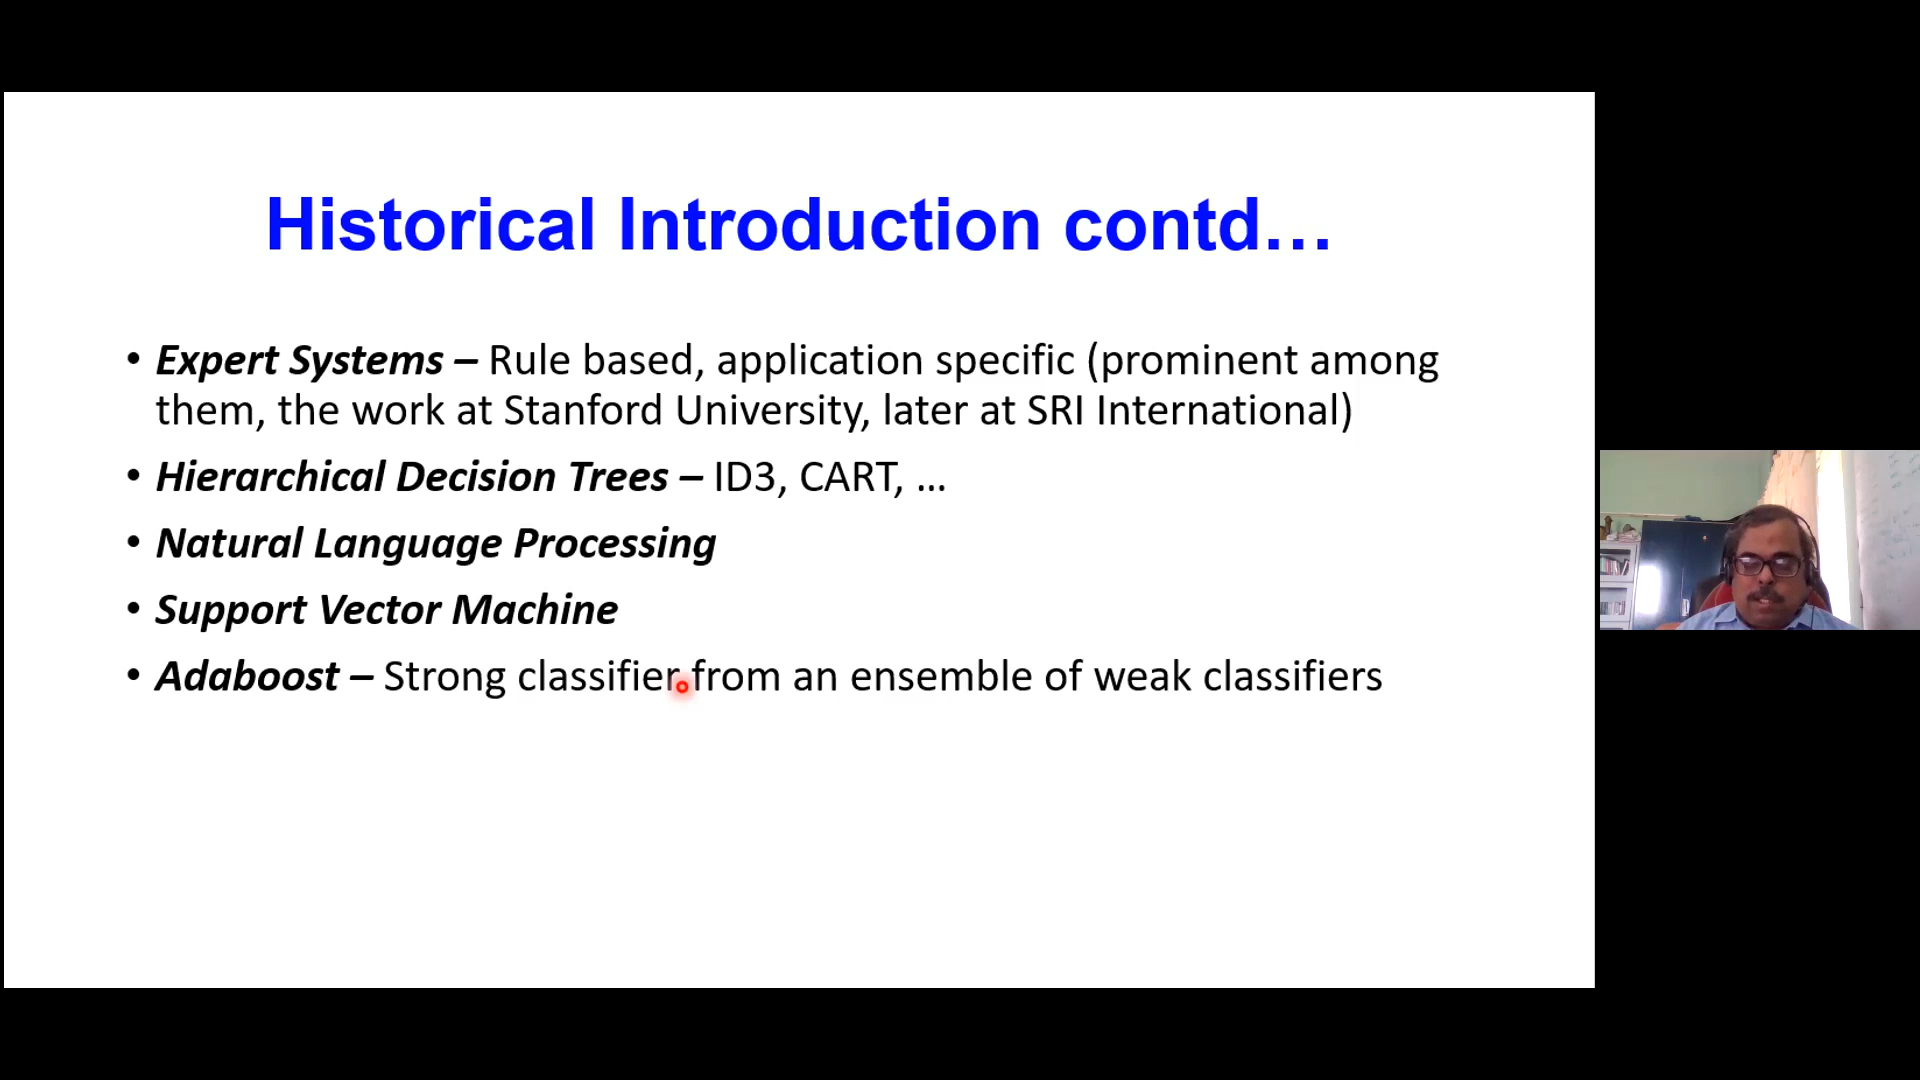 Historical Introduction contd…
• Expert Systems – Rule based, application specific (prominent among
them, the work at Stanford University, later at SRI International)
• Hierarchical Decision Trees – ID3, CART, …
• Natural Language Processing
• Support Vector Machine
• Adaboost – Strong classifier from an ensemble of weak classifiers